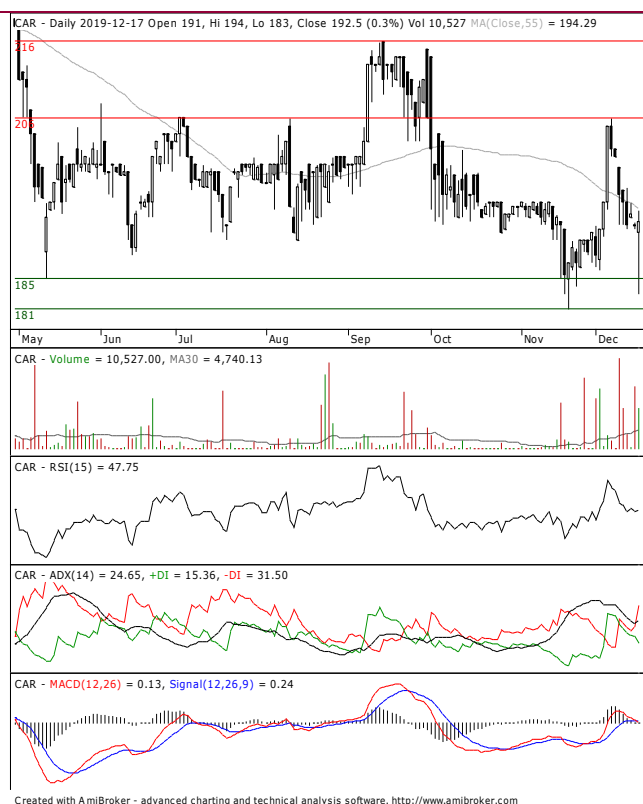 CAR - Daily 2019-12-17 Open 191, Hi 194, Lo 183, Close 192.5 (0.3%) Vol 10,527 MA(Close,55) = 194.29
216
205
185
181
May Jun Jul Aug Sep Oct Nov Dec
CAR - Volume = 10,527.00, MA30 = 4,740.13
CAR - RSI(15) = 47.75
CAR - ADX(14) = 24.65, +DI = 15.36, -DI = 31.50
CAR - MACD(12,26) = 0.13, Signal(12,26,9) = 0.24
Created with AmiBroker - advanced charting and technical analysis software. http://www.amibroker.com